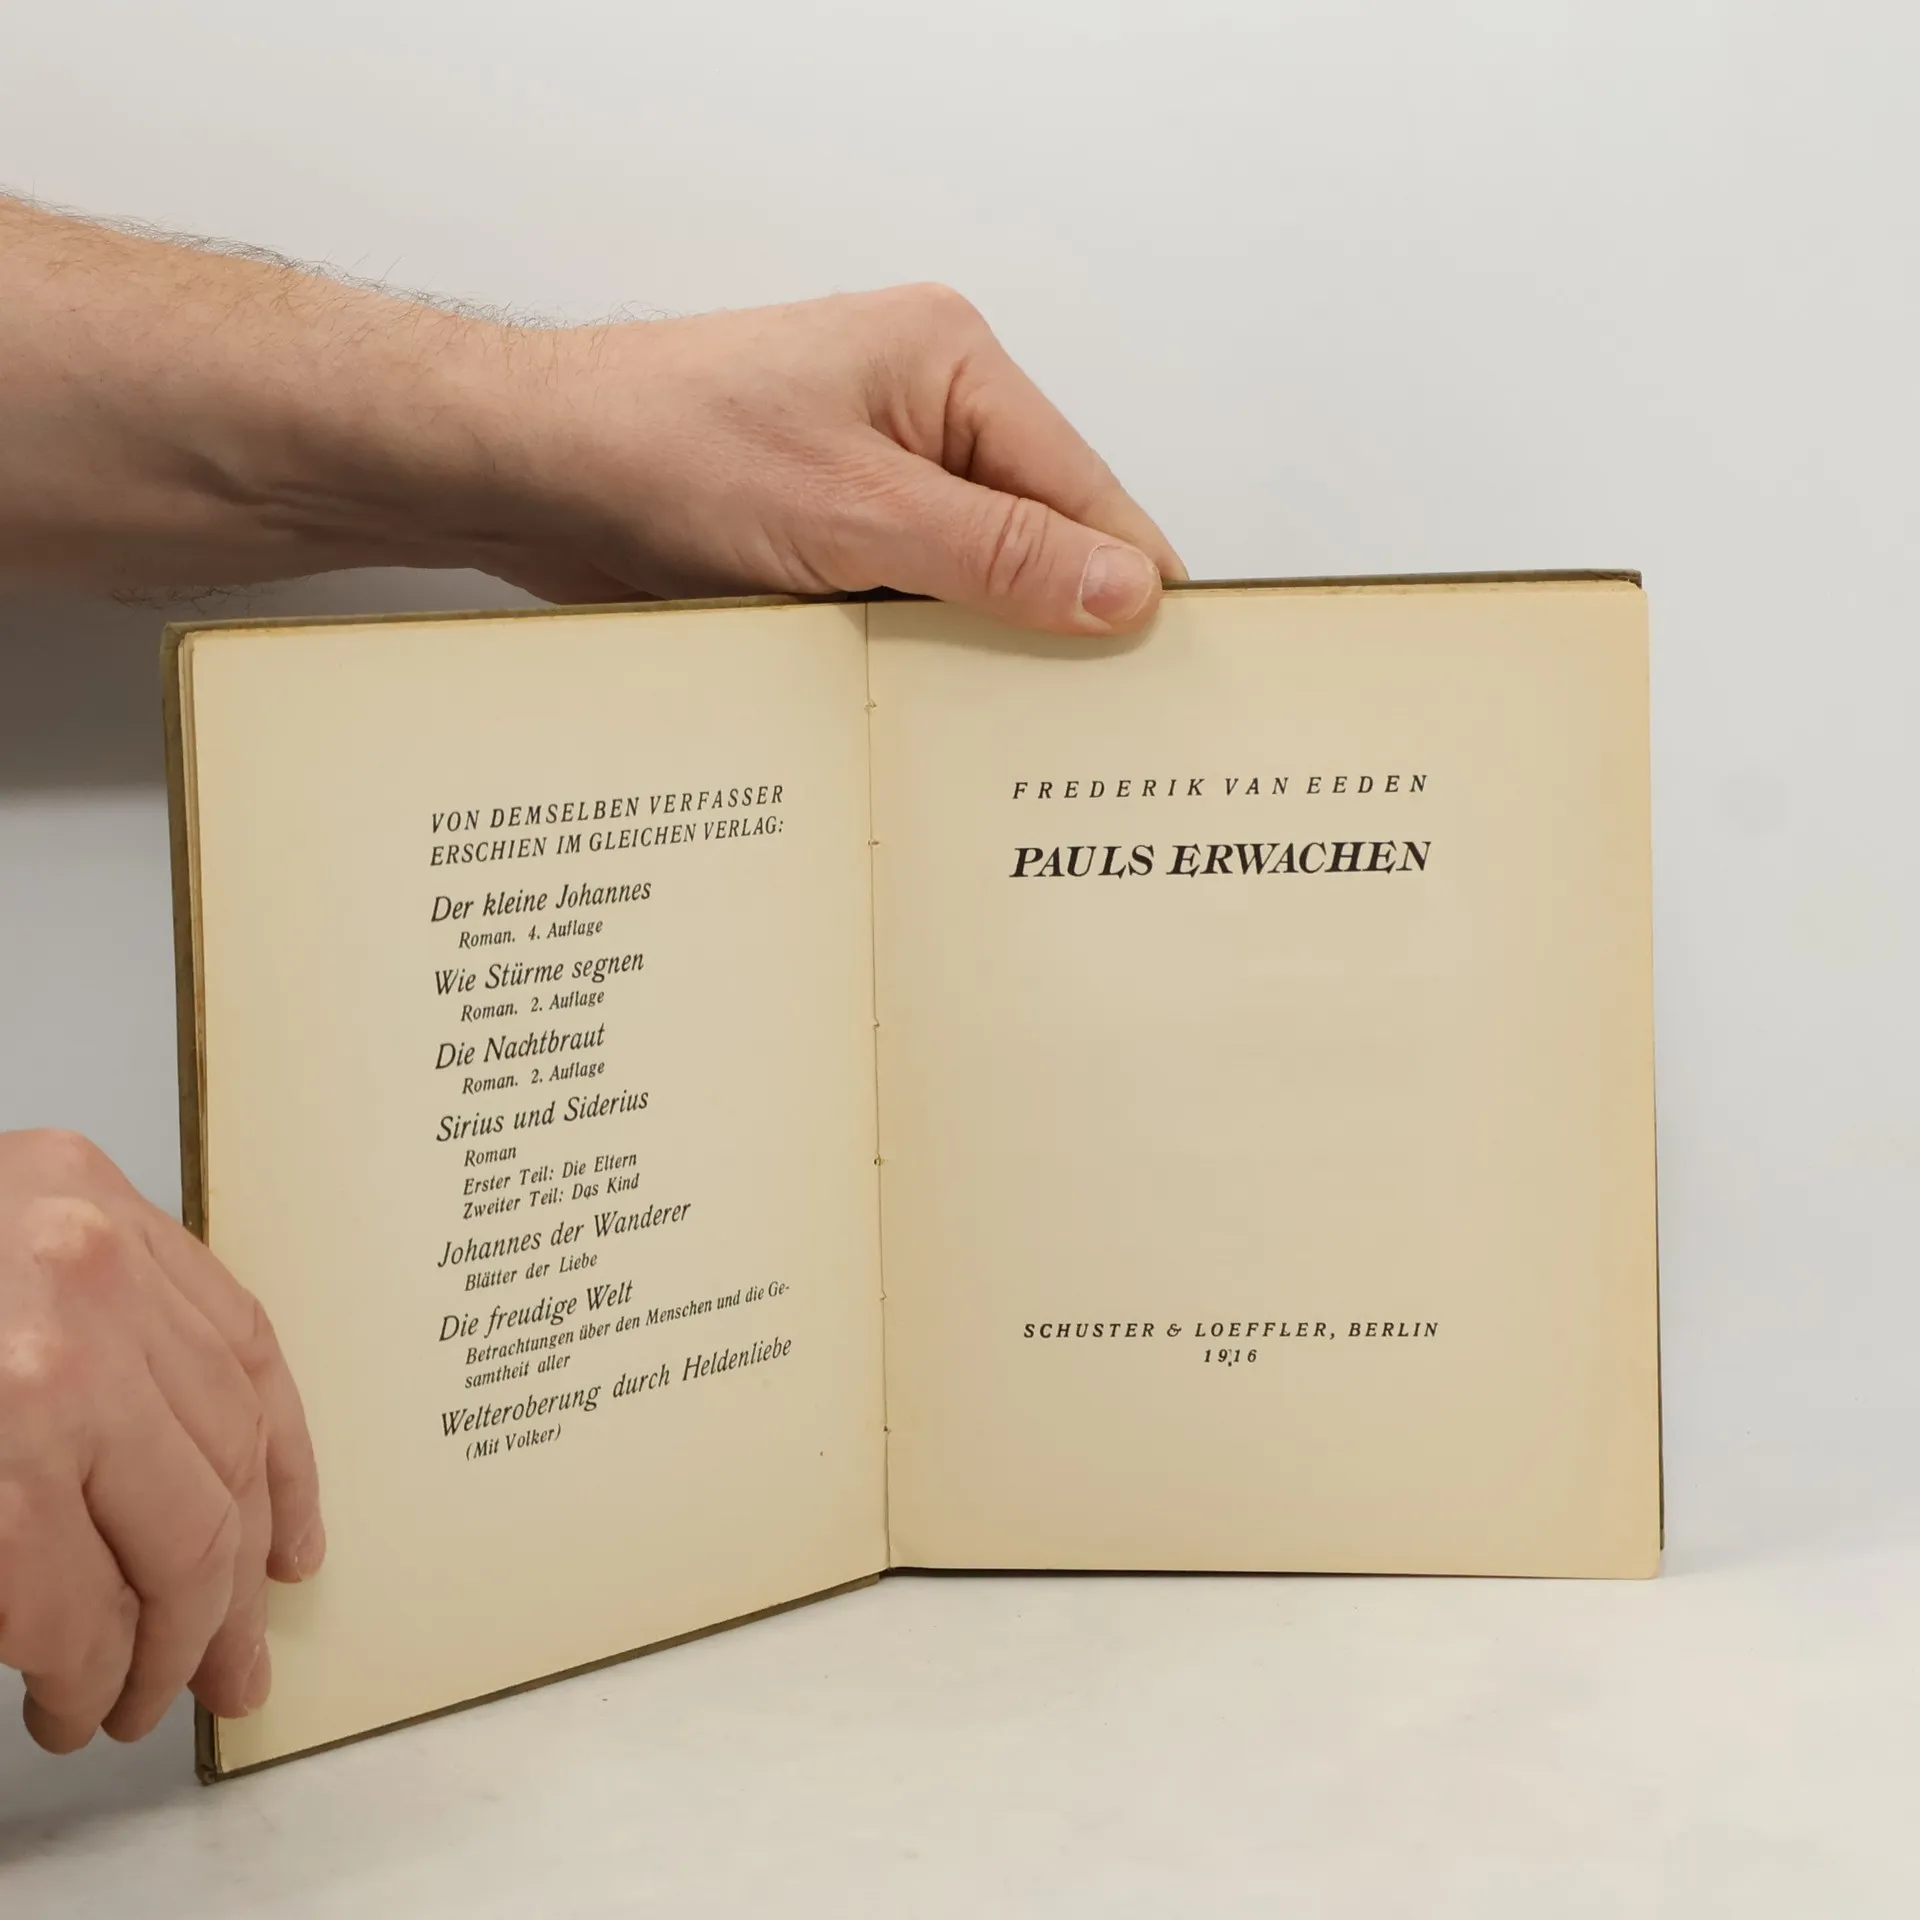 VON DEMSELBEN VERFASSER
ERSCHIEN IM GLEICHEN VERLAG:
Der kleine Johannes
Roman. 4. Auflage
Wie Stürme segnen
Roman. 2. Auflage
Die Nachtbraut
Roman. 2. Auflage
Sirius und Siderius
Roman
Erster Teil: Die Eltern
Zweiter Teil: Das Kind
Johannes der Wanderer
Blätter der Liebe
Die freudige Welt
Betrachtungen über den Menschen und die Ge-
samtheit aller
Welteroberung durch Heldenliebe
(Mit Volker)
FREDERIK VAN EEDEN
PAULS ERWACHEN
SCHUSTER & LOEFFLER, BERLIN
1916